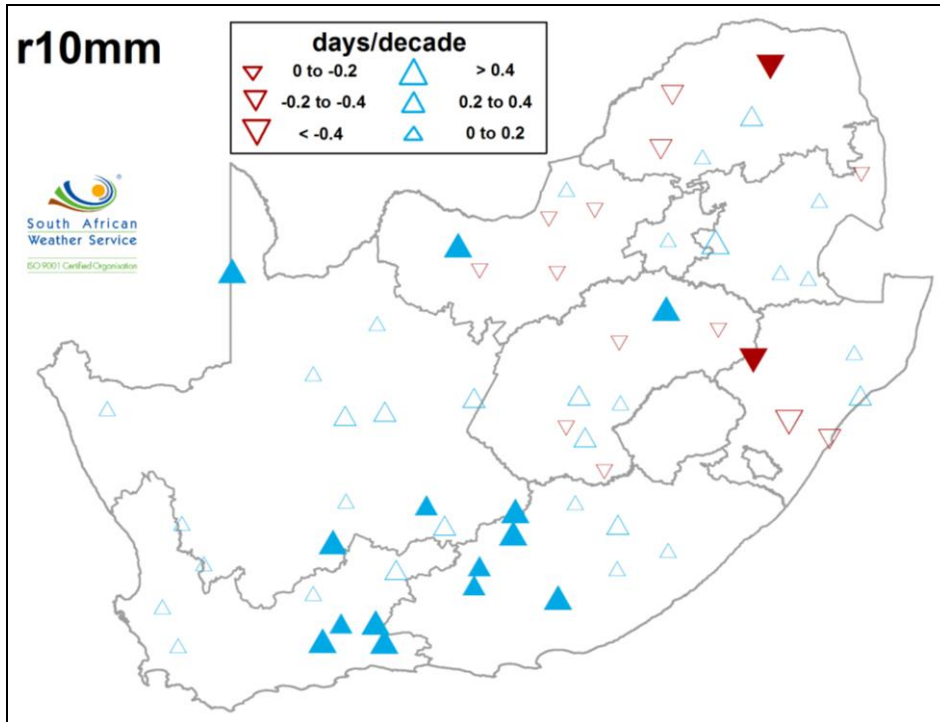 r10mm
days/decade
0 to -0.2
> 0.4
-0.2 to -0.4
0.2 to 0.4
< -0.4
0 to 0.2
South African
Weather Service
ISO 9001 Certified Organisation